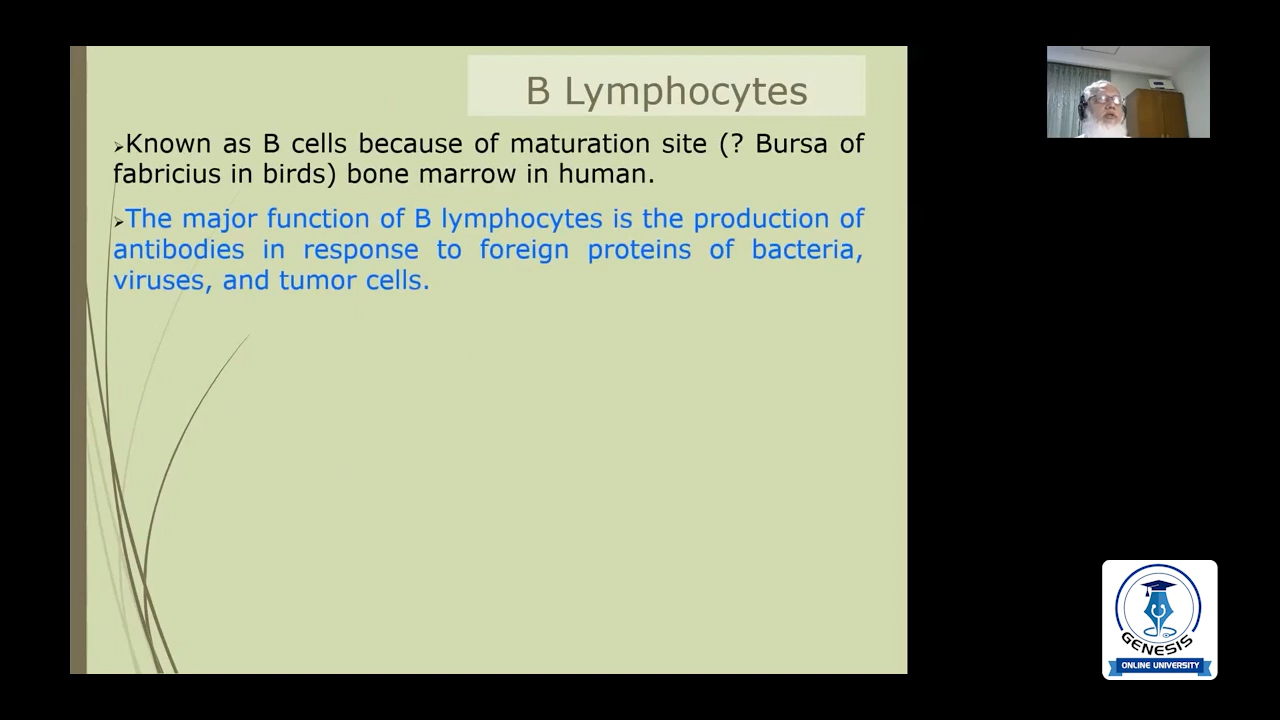 B Lymphocytes
➢Known as B cells because of maturation site (? Bursa of
fabricius in birds) bone marrow in human.
➢The major function of B lymphocytes is the production of
antibodies in response to foreign proteins of bacteria,
viruses, and tumor cells.
GENESIS
ONLINE UNIVERSITY